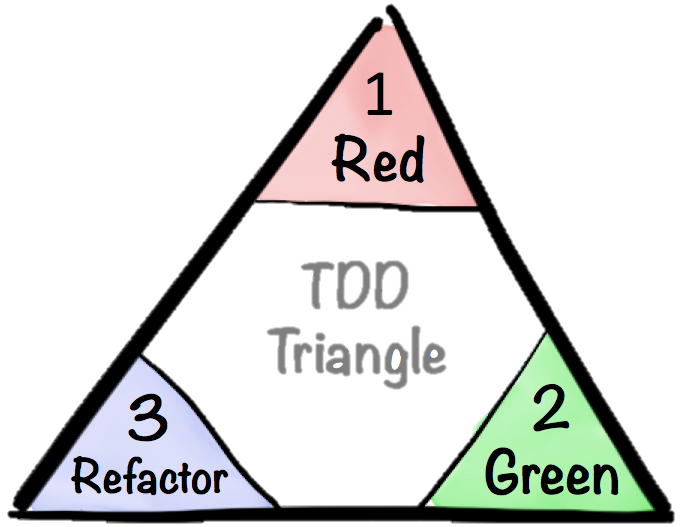 1
Red
TDD
Triangle
3
Refactor
2
Green